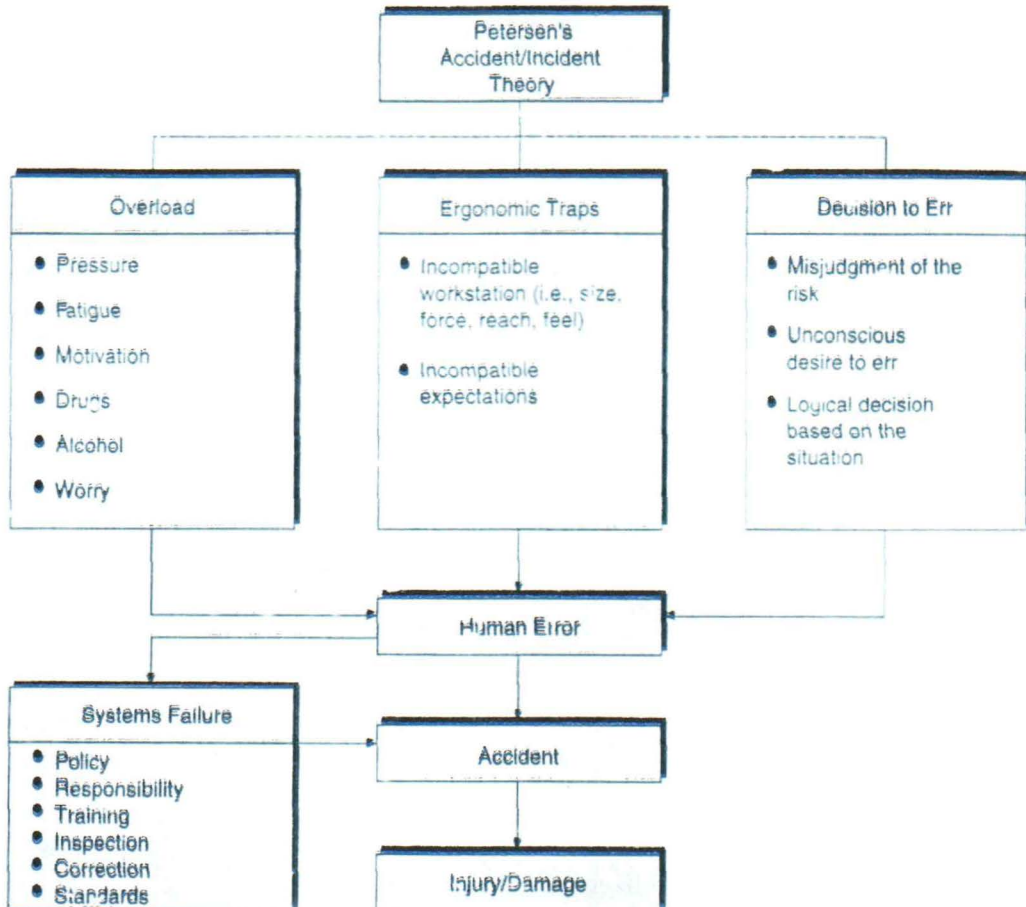 Petersen's
Accident/Incident
Theory
Overload
• Pressure
• Fatigue
• Motivation
• Drugs
• Alcohol
• Worry
Ergonomic Traps
• Incompatible
workstation (i.e., size,
force, reach, feel)
• Incompatible
expectations
Decision to Err
• Misjudgment of the
risk
• Unconscious
desire to err
• Logical decision
based on the
situation
Human Error
Systems Failure
• Policy
• Responsibility
• Training
• Inspection
• Correction
• Standards
Accident
Injury/Damage